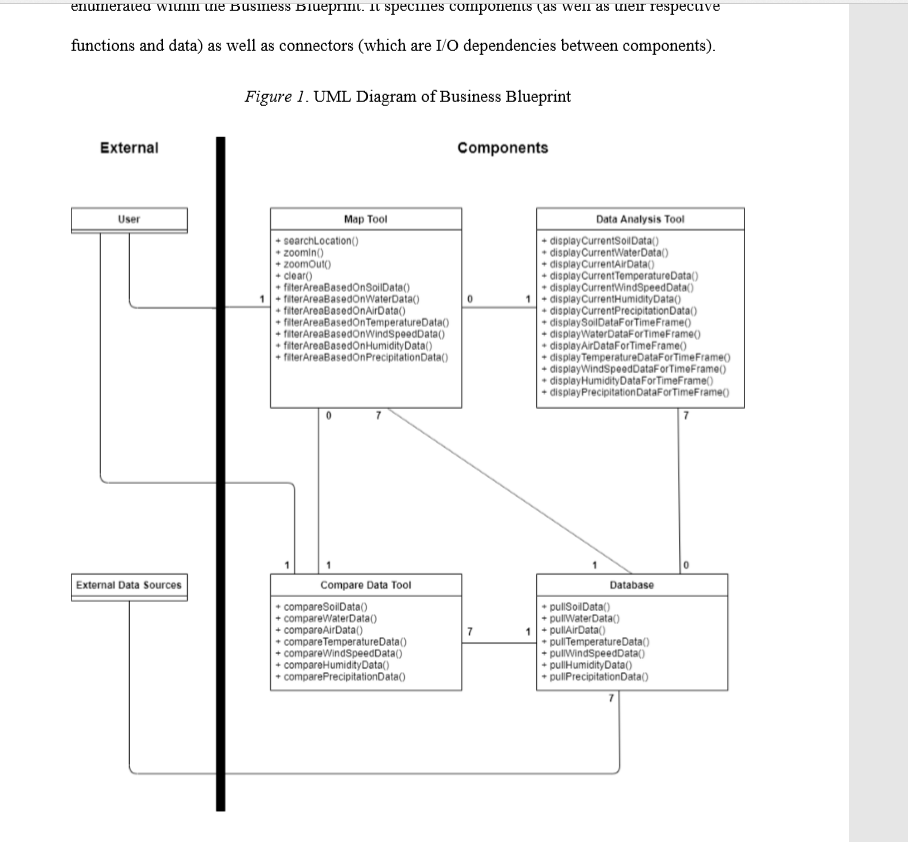 enumerated within the Business Blueprint. It specifies components (as well as their respective
functions and data) as well as connectors (which are I/O dependencies between components).
Figure 1. UML Diagram of Business Blueprint
External
Components
User
Map Tool
+ searchLocation()
+ zoomIn()
+ zoomOut()
+ clear()
+ filterAreaBasedOnSoilData()
+ filterAreaBasedOnWaterData()
+ filterAreaBasedOnAirData()
+ filterAreaBasedOnTemperatureData()
+ filterAreaBasedOnWindSpeedData()
+ filterAreaBasedOnHumidityData()
+ filterAreaBasedOnPrecipitationData()
1
0
1
Data Analysis Tool
+ displayCurrentSoilData()
+ displayCurrentWaterData()
+ displayCurrentAirData()
+ displayCurrentTemperatureData()
+ displayCurrentWindSpeedData()
+ displayCurrentHumidityData()
+ displayCurrentPrecipitationData()
+ displaySoilDataForTimeFrame()
+ displayWaterDataForTimeFrame()
+ displayAirDataForTimeFrame()
+ displayTemperatureDataForTimeFrame()
+ displayWindSpeedDataForTimeFrame()
+ displayHumidityDataForTimeFrame()
+ displayPrecipitationDataForTimeFrame()
0
7
7
1
1
1
0
External Data Sources
Compare Data Tool
+ compareSoilData()
+ compareWaterData()
+ compareAirData()
+ compareTemperatureData()
+ compareWindSpeedData()
+ compareHumidityData()
+ comparePrecipitationData()
7
1
Database
+ pullSoilData()
+ pullWaterData()
+ pullAirData()
+ pullTemperatureData()
+ pullWindSpeedData()
+ pullHumidityData()
+ pullPrecipitationData()
7